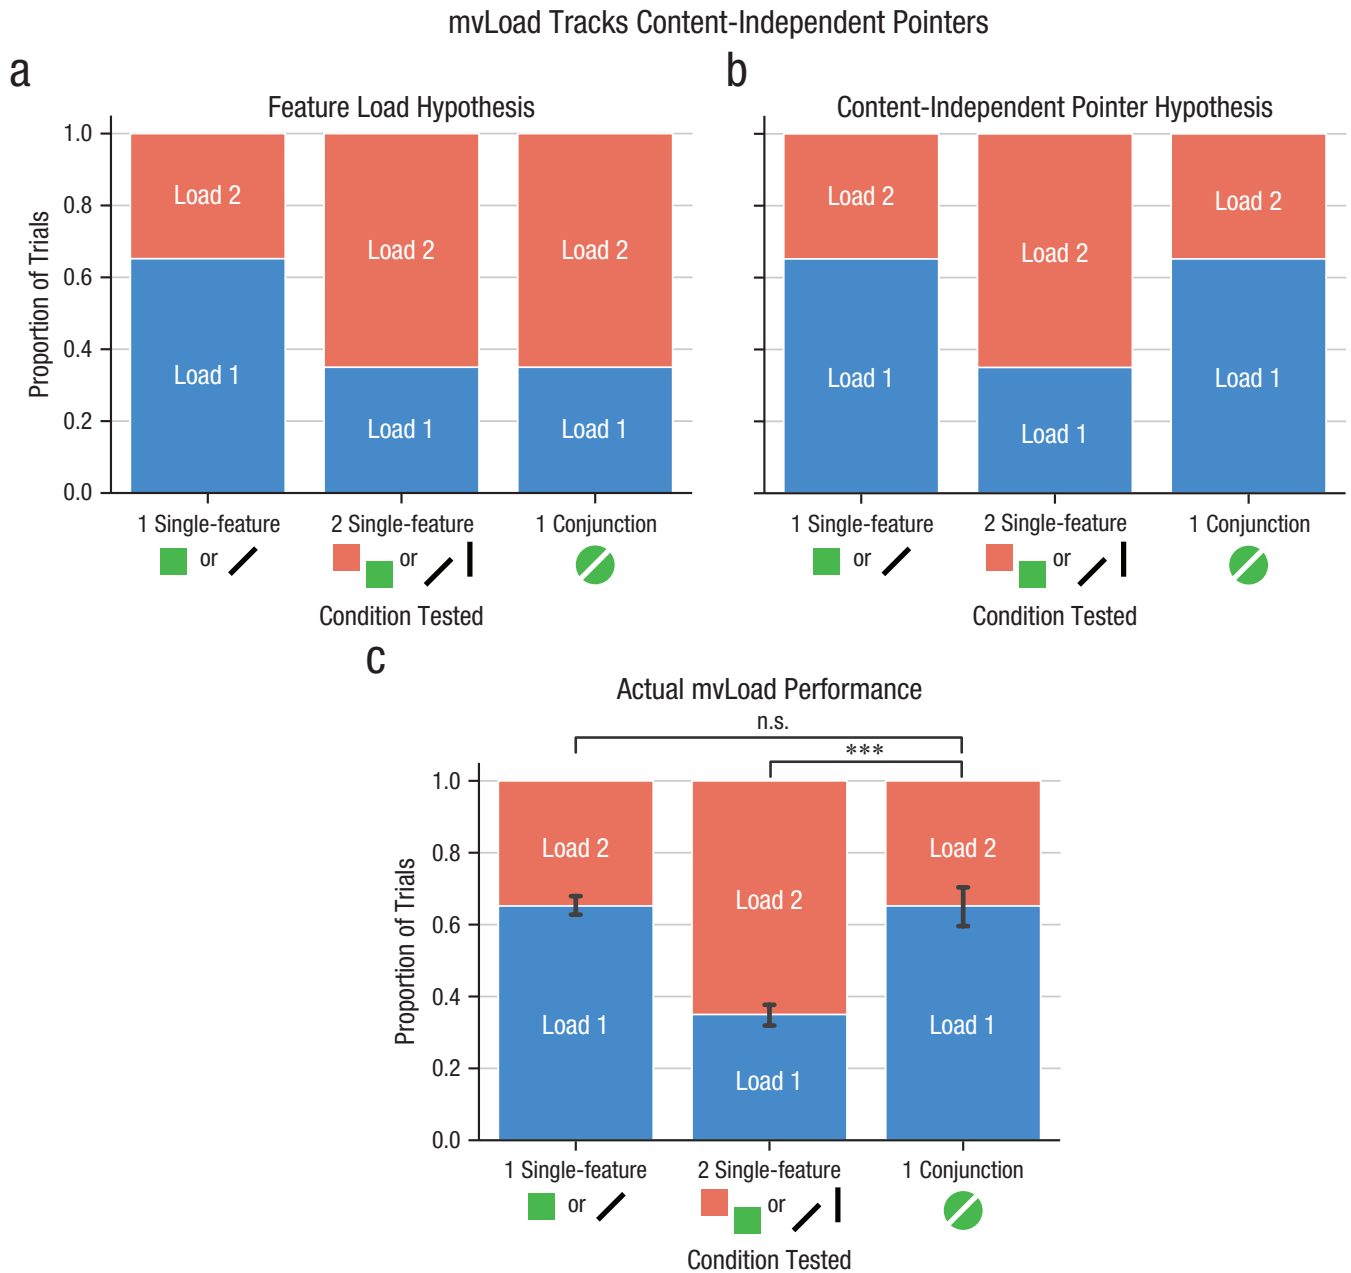 mvLoad Tracks Content-Independent Pointers
a
Feature Load Hypothesis
Proportion of Trials
1.0
0.8
0.6
0.4
0.2
0.0
Load 2
Load 1
Load 2
Load 1
Load 2
Load 1
1 Single-feature
or
2 Single-feature
or
1 Conjunction
Condition Tested
b
Content-Independent Pointer Hypothesis
Load 2
Load 1
Load 2
Load 1
Load 2
Load 1
1 Single-feature
or
2 Single-feature
or
1 Conjunction
Condition Tested
c
Actual mvLoad Performance
n.s.
***
Proportion of Trials
1.0
0.8
0.6
0.4
0.2
0.0
Load 2
Load 1
Load 2
Load 1
Load 2
Load 1
1 Single-feature
or
2 Single-feature
or
1 Conjunction
Condition Tested